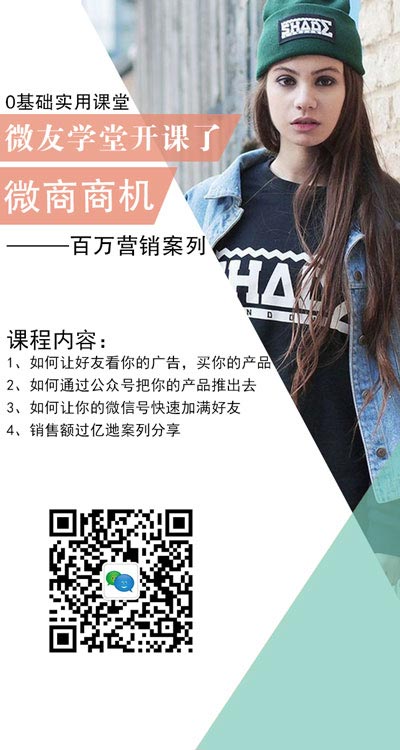 SHADE
0基础实用课堂
微友学堂开课了
微商商机
———百万营销案列
SHADE
LONDON
课程内容：
1、如何让好友看你的广告，买你的产品
2、如何通过公众号把你的产品推出去
3、如何让你的微信号快速加满好友
4、销售额过亿逊案列分享